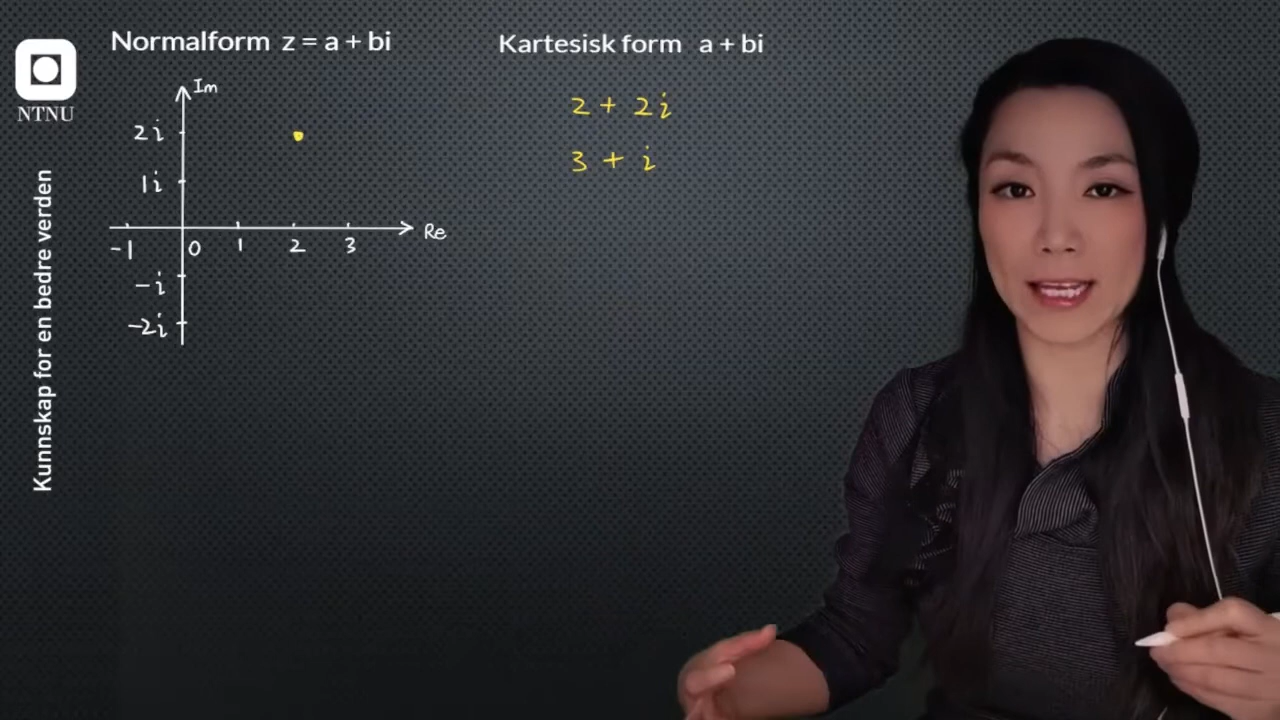 Normalform z = a + bi
Kartesisk form a + bi
NTNU
Kunnskap for en bedre verden
Im
2i
1i
-1 0 1 2 3 Re
-i
-2i
2 + 2i
3 + i